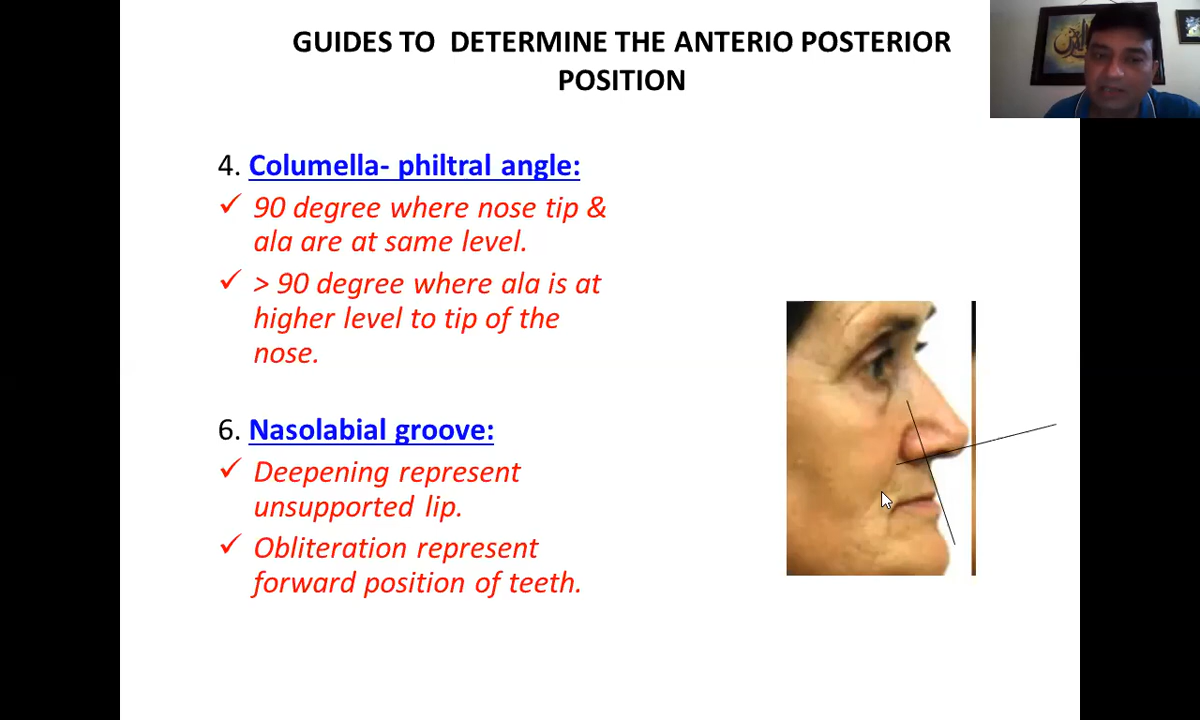 GUIDES TO DETERMINE THE ANTERIO POSTERIOR
POSITION
4. Columella- philtral angle:
✓ 90 degree where nose tip &
ala are at same level.
✓ > 90 degree where ala is at
higher level to tip of the
nose.
6. Nasolabial groove:
✓ Deepening represent
unsupported lip.
✓ Obliteration represent
forward position of teeth.